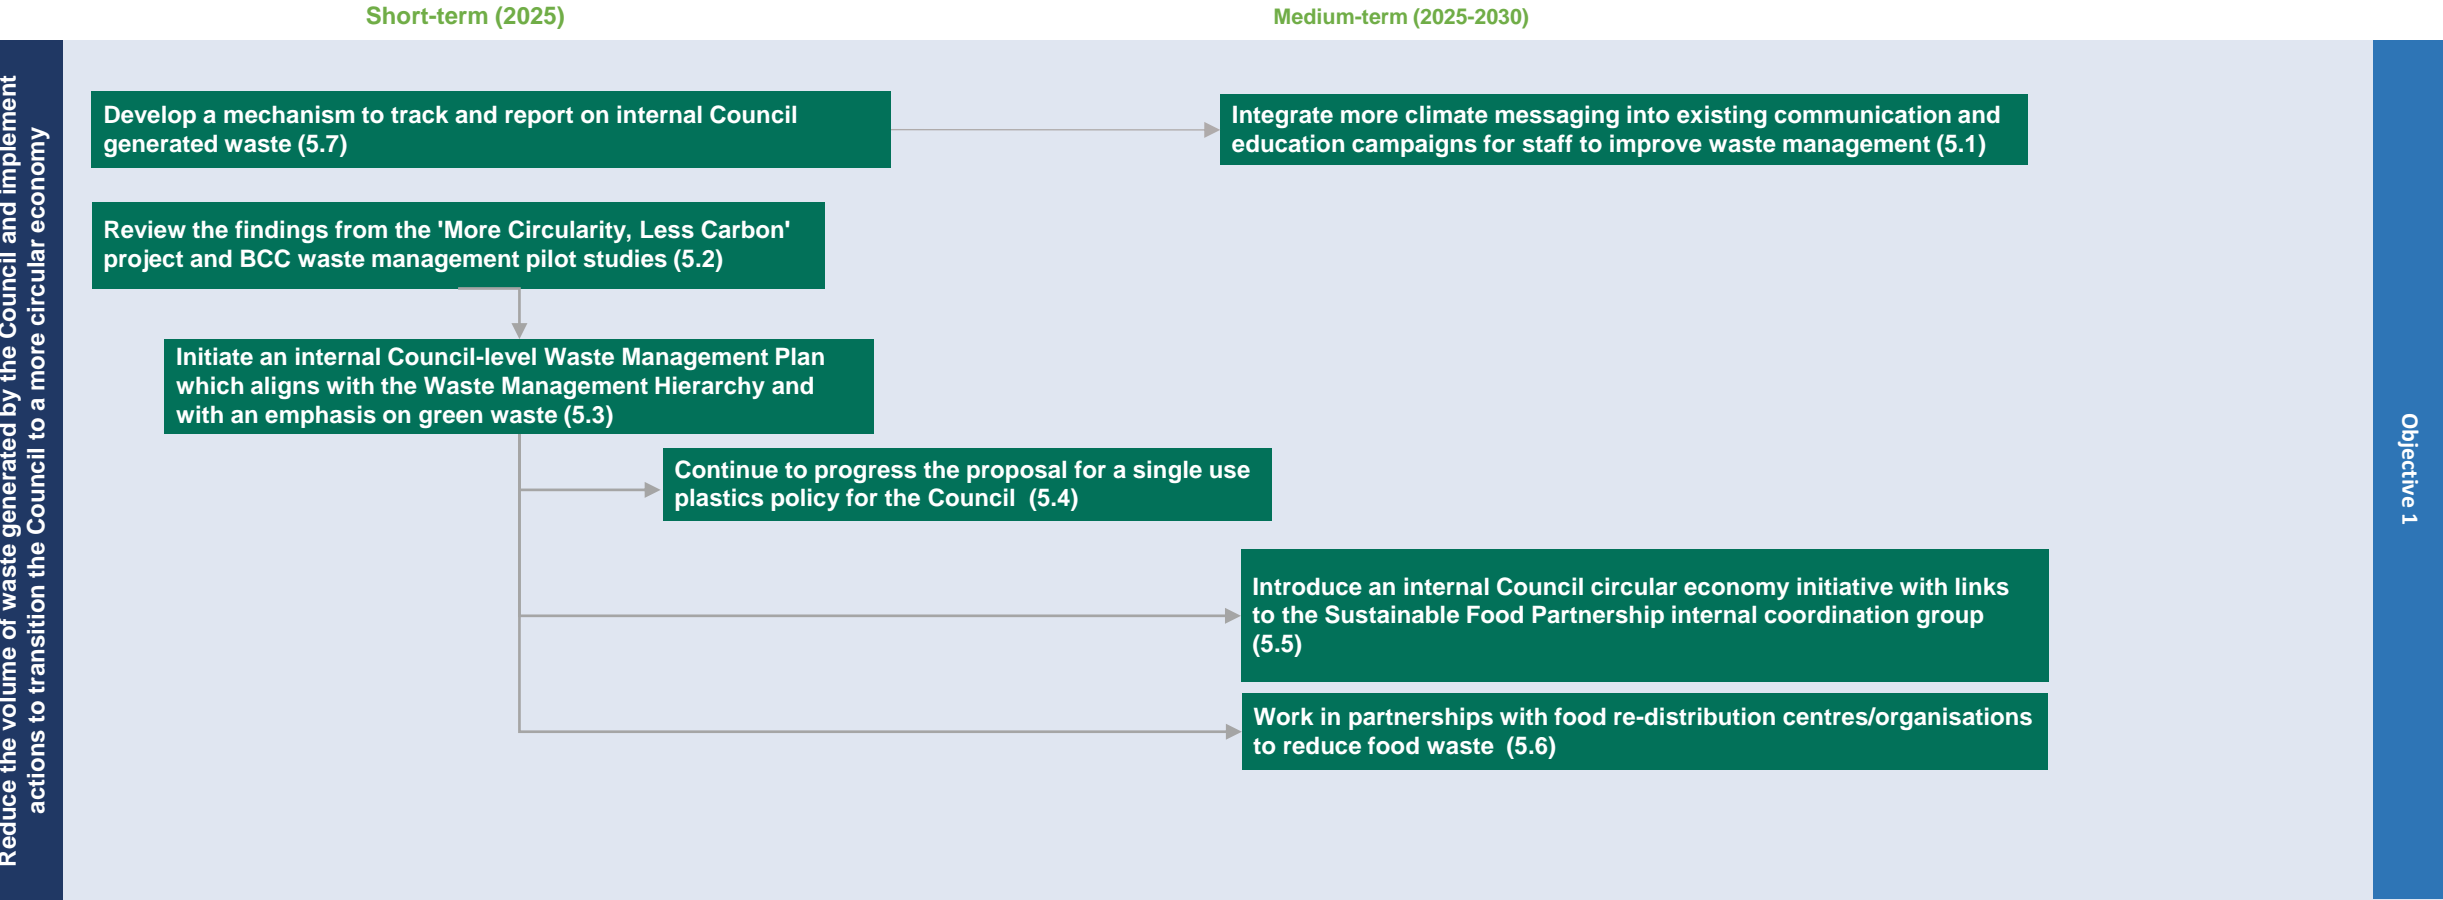 Short-term (2025)
Medium-term (2025-2030)
Reduce the volume of waste generated by the Council and implement
actions to transition the Council to a more circular economy
Develop a mechanism to track and report on internal Council
generated waste (5.7)
Integrate more climate messaging into existing communication and
education campaigns for staff to improve waste management (5.1)
Review the findings from the 'More Circularity, Less Carbon'
project and BCC waste management pilot studies (5.2)
Initiate an internal Council-level Waste Management Plan
which aligns with the Waste Management Hierarchy and
with an emphasis on green waste (5.3)
Continue to progress the proposal for a single use
plastics policy for the Council  (5.4)
Introduce an internal Council circular economy initiative with links
to the Sustainable Food Partnership internal coordination group
(5.5)
Work in partnerships with food re-distribution centres/organisations
to reduce food waste  (5.6)
Objective 1